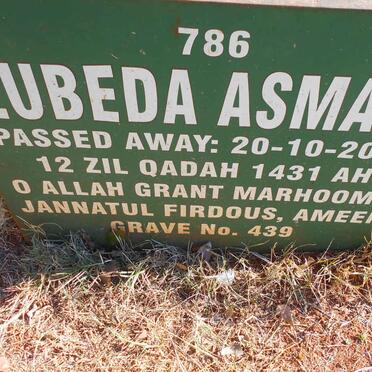 786
ZUBEDA ASMA
PASSED AWAY: 20-10-20
12 ZIL QADAH 1431 AH
O ALLAH GRANT MARHOOM
JANNATUL FIRDOUS, AMEE
GRAVE No. 439